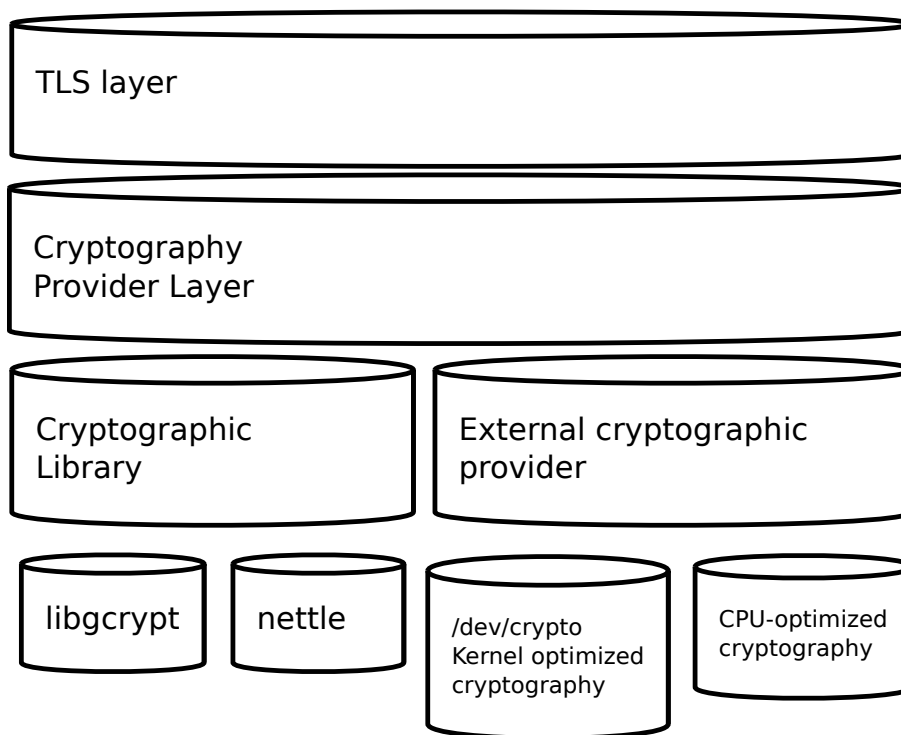 TLS layer
Cryptography
Provider Layer
Cryptographic
Library
External cryptographic
provider
libgcrypt
nettle
/dev/crypto
Kernel optimized
cryptography
CPU-optimized
cryptography